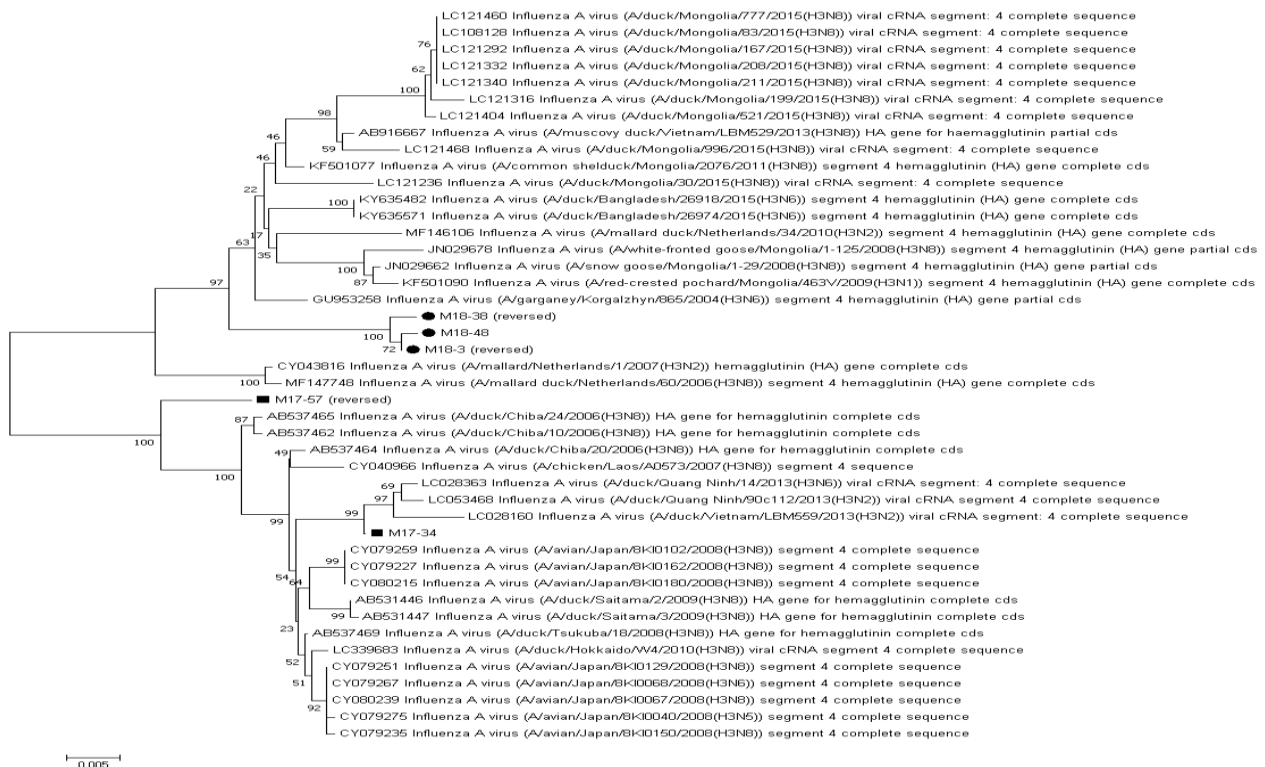 LC121460 Influenza A virus (A/duck/Mongolia/777/2015(H3N8)) viral cRNA segment: 4 complete sequence
LC108128 Influenza A virus (A/duck/Mongolia/83/2015(H3N8)) viral cRNA segment: 4 complete sequence
76
LC121292 Influenza A virus (A/duck/Mongolia/167/2015(H3N8)) viral cRNA segment: 4 complete sequence
LC121332 Influenza A virus (A/duck/Mongolia/208/2015(H3N8)) viral cRNA segment: 4 complete sequence
62
LC121340 Influenza A virus (A/duck/Mongolia/211/2015(H3N8)) viral cRNA segment: 4 complete sequence
100
LC121316 Influenza A virus (A/duck/Mongolia/199/2015(H3N8)) viral cRNA segment: 4 complete sequence
98
LC121404 Influenza A virus (A/duck/Mongolia/521/2015(H3N8)) viral cRNA segment: 4 complete sequence
46
AB916667 Influenza A virus (A/muscovy duck/Vietnam/LBM529/2013(H3N8)) HA gene for haemagglutinin partial cds
59
LC121468 Influenza A virus (A/duck/Mongolia/996/2015(H3N8)) viral cRNA segment: 4 complete sequence
46
KF501077 Influenza A virus (A/common shelduck/Mongolia/2076/2011(H3N8)) segment 4 hemagglutinin (HA) gene complete cds
LC121236 Influenza A virus (A/duck/Mongolia/30/2015(H3N8)) viral cRNA segment: 4 complete sequence
22
100
KY635482 Influenza A virus (A/duck/Bangladesh/26918/2015(H3N6)) segment 4 hemagglutinin (HA) gene complete cds
KY635571 Influenza A virus (A/duck/Bangladesh/26974/2015(H3N6)) segment 4 hemagglutinin (HA) gene complete cds
17
MF146106 Influenza A virus (A/mallard duck/Netherlands/34/2010(H3N2)) segment 4 hemagglutinin (HA) gene complete cds
63
JN029678 Influenza A virus (A/white-fronted goose/Mongolia/1-125/2008(H3N8)) segment 4 hemagglutinin (HA) gene partial cds
35
100
JN029662 Influenza A virus (A/snow goose/Mongolia/1-29/2008(H3N8)) segment 4 hemagglutinin (HA) gene partial cds
97
87
KF501090 Influenza A virus (A/red-crested pochard/Mongolia/463V/2009(H3N1)) segment 4 hemagglutinin (HA) gene complete cds
GU953258 Influenza A virus (A/garganey/Korgalzhyn/865/2004(H3N6)) segment 4 hemagglutinin (HA) gene partial cds
M18-38 (reversed)
100
M18-48
72
M18-3 (reversed)
CY043816 Influenza A virus (A/mallard/Netherlands/1/2007(H3N2)) hemagglutinin (HA) gene complete cds
100
MF147748 Influenza A virus (A/mallard duck/Netherlands/60/2006(H3N8)) segment 4 hemagglutinin (HA) gene complete cds
M17-57 (reversed)
87
AB537465 Influenza A virus (A/duck/Chiba/24/2006(H3N8)) HA gene for hemagglutinin complete cds
AB537462 Influenza A virus (A/duck/Chiba/10/2006(H3N8)) HA gene for hemagglutinin complete cds
100
49
AB537464 Influenza A virus (A/duck/Chiba/20/2006(H3N8)) HA gene for hemagglutinin complete cds
CY040966 Influenza A virus (A/chicken/Laos/A0573/2007(H3N8)) segment 4 sequence
100
69
LC028363 Influenza A virus (A/duck/Quang Ninh/14/2013(H3N6)) viral cRNA segment: 4 complete sequence
97
LC053468 Influenza A virus (A/duck/Quang Ninh/90c112/2013(H3N2)) viral cRNA segment 4 complete sequence
99
LC028160 Influenza A virus (A/duck/Vietnam/LBM559/2013(H3N2)) viral cRNA segment: 4 complete sequence
99
M17-34
CY079259 Influenza A virus (A/avian/Japan/8KI0102/2008(H3N8)) segment 4 complete sequence
99
CY079227 Influenza A virus (A/avian/Japan/8KI0162/2008(H3N8)) segment 4 complete sequence
54
64
CY080215 Influenza A virus (A/avian/Japan/8KI0180/2008(H3N8)) segment 4 complete sequence
AB531446 Influenza A virus (A/duck/Saitama/2/2009(H3N8)) HA gene for hemagglutinin complete cds
99
AB531447 Influenza A virus (A/duck/Saitama/3/2009(H3N8)) HA gene for hemagglutinin complete cds
23
AB537469 Influenza A virus (A/duck/Tsukuba/18/2008(H3N8)) HA gene for hemagglutinin complete cds
LC339683 Influenza A virus (A/duck/Hokkaido/W4/2010(H3N8)) viral cRNA segment 4 complete sequence
52
CY079251 Influenza A virus (A/avian/Japan/8KI0129/2008(H3N8)) segment 4 complete sequence
51
CY079267 Influenza A virus (A/avian/Japan/8KI0068/2008(H3N6)) segment 4 complete sequence
CY080239 Influenza A virus (A/avian/Japan/8KI0067/2008(H3N8)) segment 4 complete sequence
92
CY079275 Influenza A virus (A/avian/Japan/8KI0040/2008(H3N5)) segment 4 complete sequence
CY079235 Influenza A virus (A/avian/Japan/8KI0150/2008(H3N8)) segment 4 complete sequence
0.005